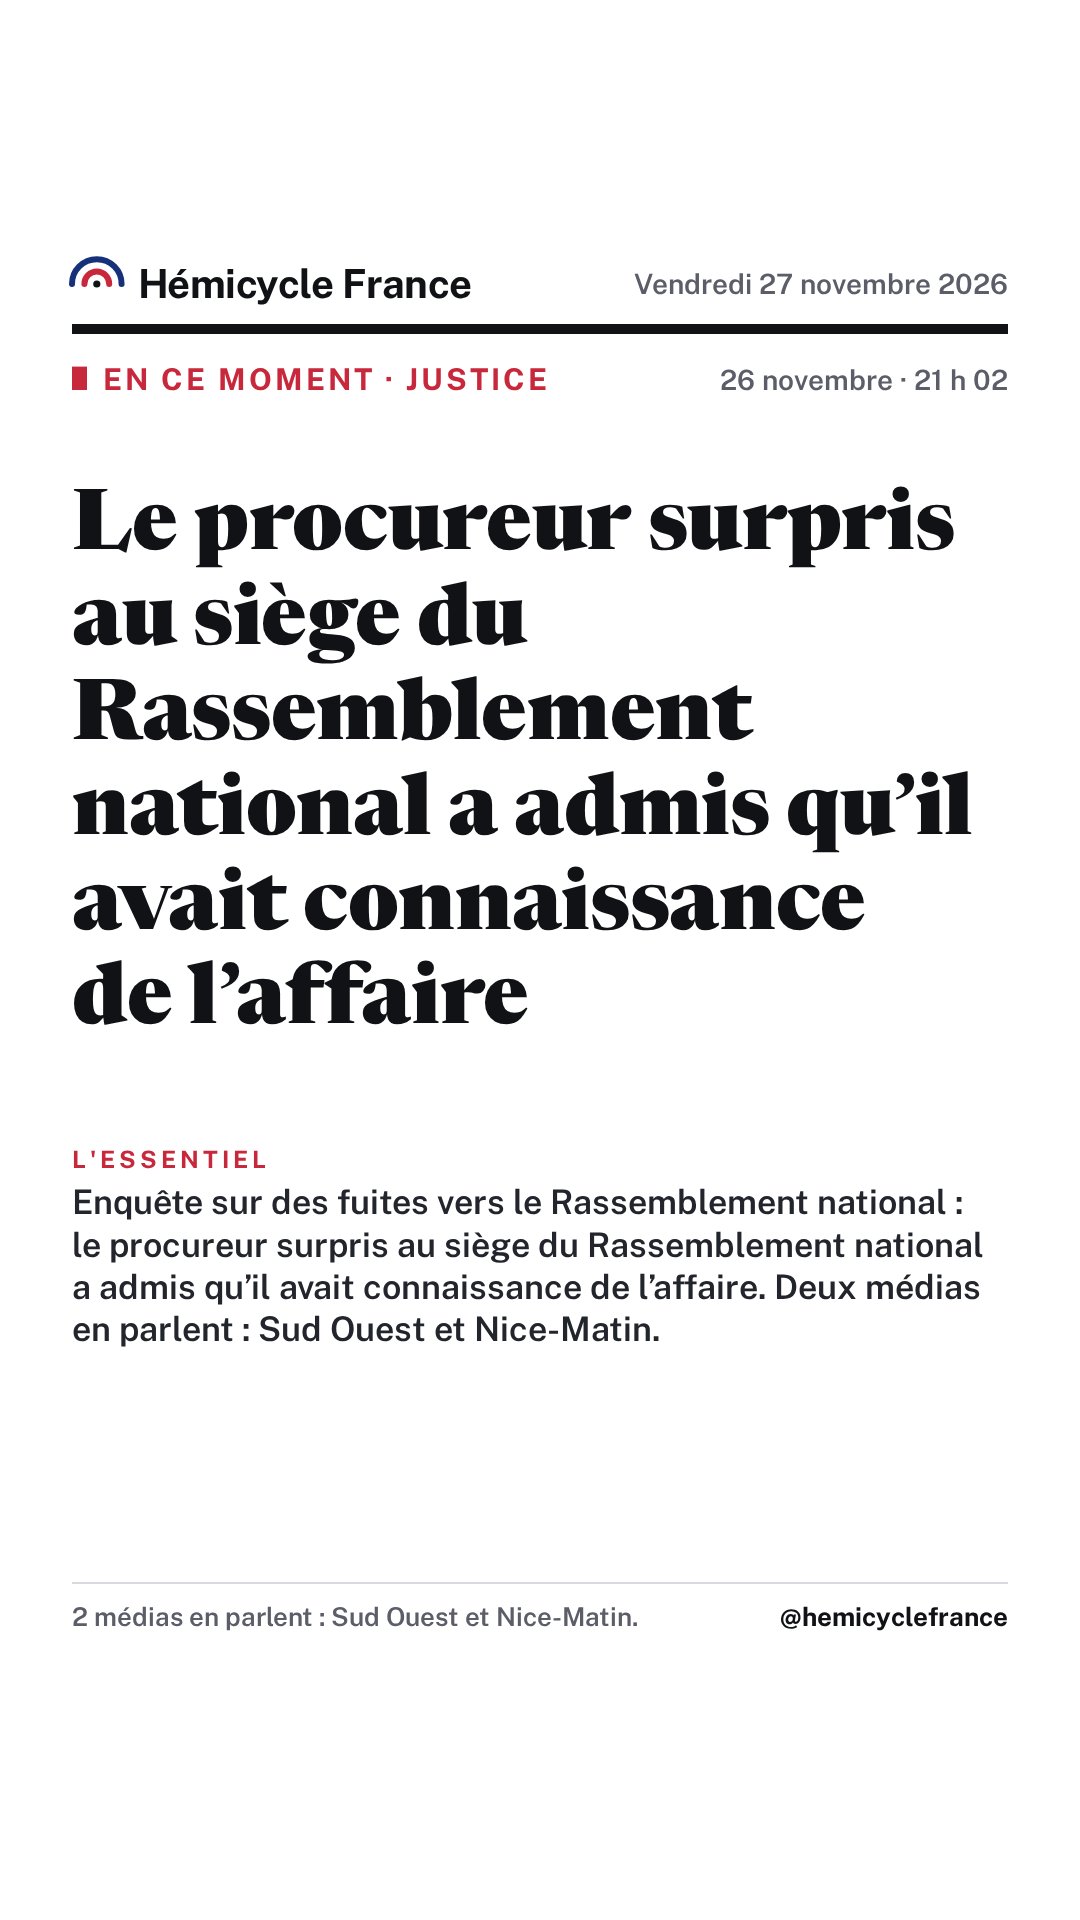 Hémicycle France
Vendredi 27 novembre 2026
EN CE MOMENT · JUSTICE
26 novembre · 21 h 02
Le procureur surpris
au siège du
Rassemblement
national a admis qu’il
avait connaissance
de l’affaire
L'ESSENTIEL
Enquête sur des fuites vers le Rassemblement national :
le procureur surpris au siège du Rassemblement national
a admis qu’il avait connaissance de l’affaire. Deux médias
en parlent : Sud Ouest et Nice-Matin.
2 médias en parlent : Sud Ouest et Nice-Matin.
@hemicyclefrance